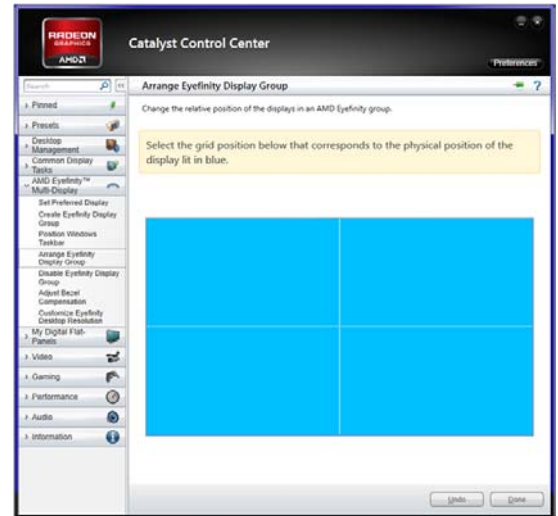 RADEON
GRAPHICS
AMD
Catalyst Control Center
Preferences
Search
Arrange Eyefinity Display Group
?
Pinned
Presets
Desktop
Management
Common Display
Tasks
AMD Eyefinity™
Multi-Display
Set Preferred Display
Create Eyefinity Display
Group
Position Windows
Taskbar
Arrange Eyefinity
Display Group
Disable Eyefinity Display
Group
Adjust Bezel
Compensation
Customize Eyefinity
Desktop Resolution
My Digital Flat-
Panels
Video
Gaming
Performance
Audio
Information
Change the relative position of the displays in an AMD Eyefinity group.
Select the grid position below that corresponds to the physical position of the
display lit in blue.
Undo
Done